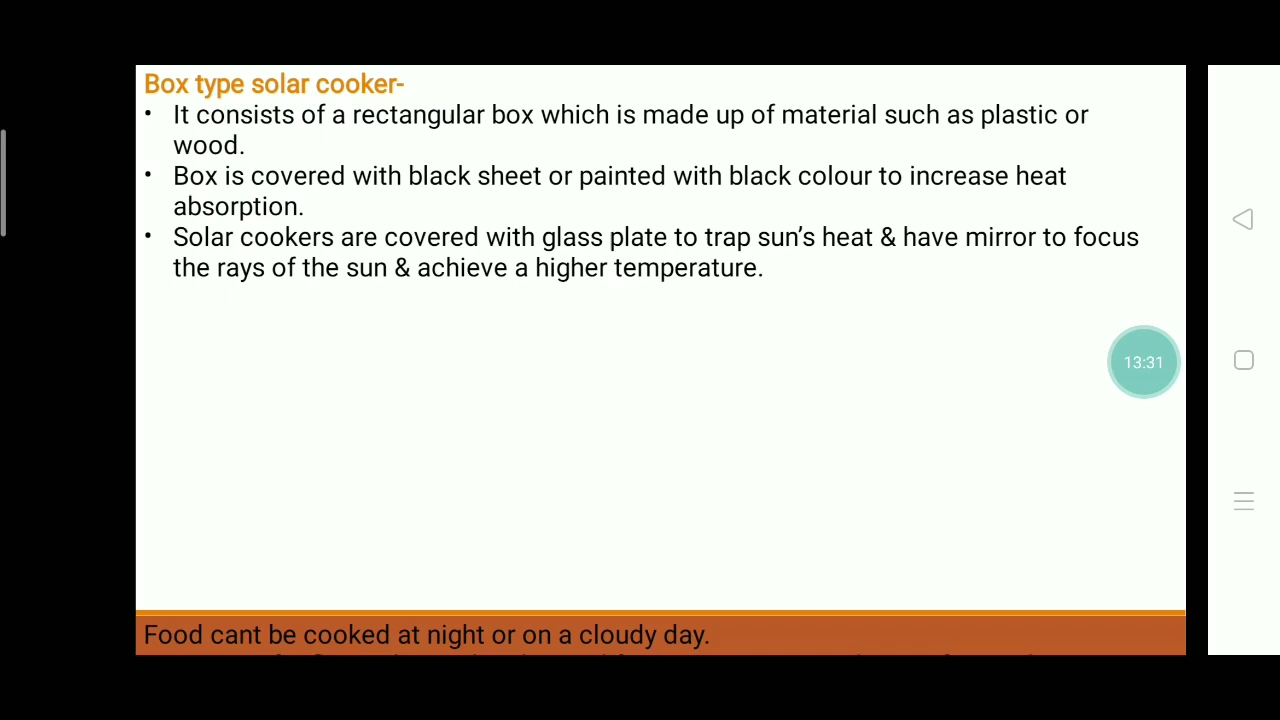 Box type solar cooker-
• It consists of a rectangular box which is made up of material such as plastic or
wood.
• Box is covered with black sheet or painted with black colour to increase heat
absorption.
• Solar cookers are covered with glass plate to trap sun’s heat & have mirror to focus
the rays of the sun & achieve a higher temperature.
13:31
Food cant be cooked at night or on a cloudy day.